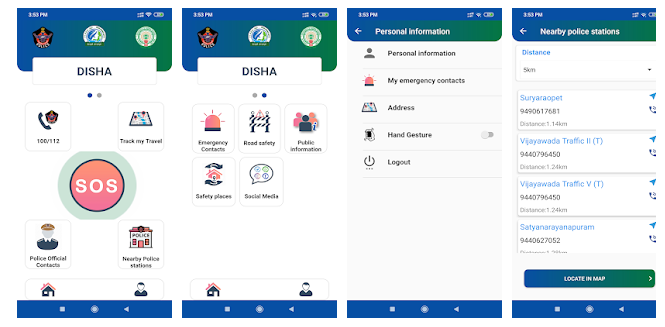 3:53 PM
DISHA
100/112
Track my Travel
SOS
Police Official
Contacts
POLICE
Nearby Police
stations
3:53 PM
DISHA
Emergency
Contacts
Road safety
Public
information
Safety places
Social Media
3:53 PM
Personal information
Personal Information
My emergency contacts
Address
Hand Gesture
Logout
3:53 PM
Nearby police stations
Distance
5km
Suryaraopet
9490617681
Distance:1.14km
Vijayawada Traffic II (T)
9440796450
Distance:1.24km
Vijayawada Traffic V (T)
9440796450
Distance:1.24km
Satyanarayanapuram
9440627052
LOCATE IN MAP